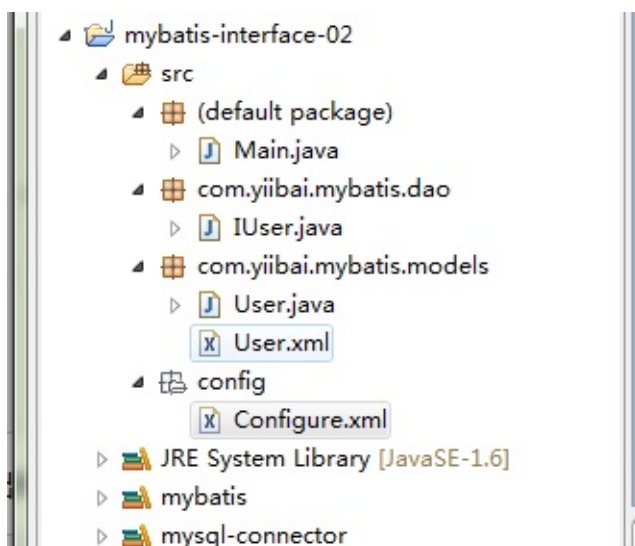 mybatis-interface-02
src
(default package)
Main.java
com.yiibai.mybatis.dao
IUser.java
com.yiibai.mybatis.models
User.java
User.xml
config
Configure.xml
JRE System Library [JavaSE-1.6]
mybatis
mysql-connector